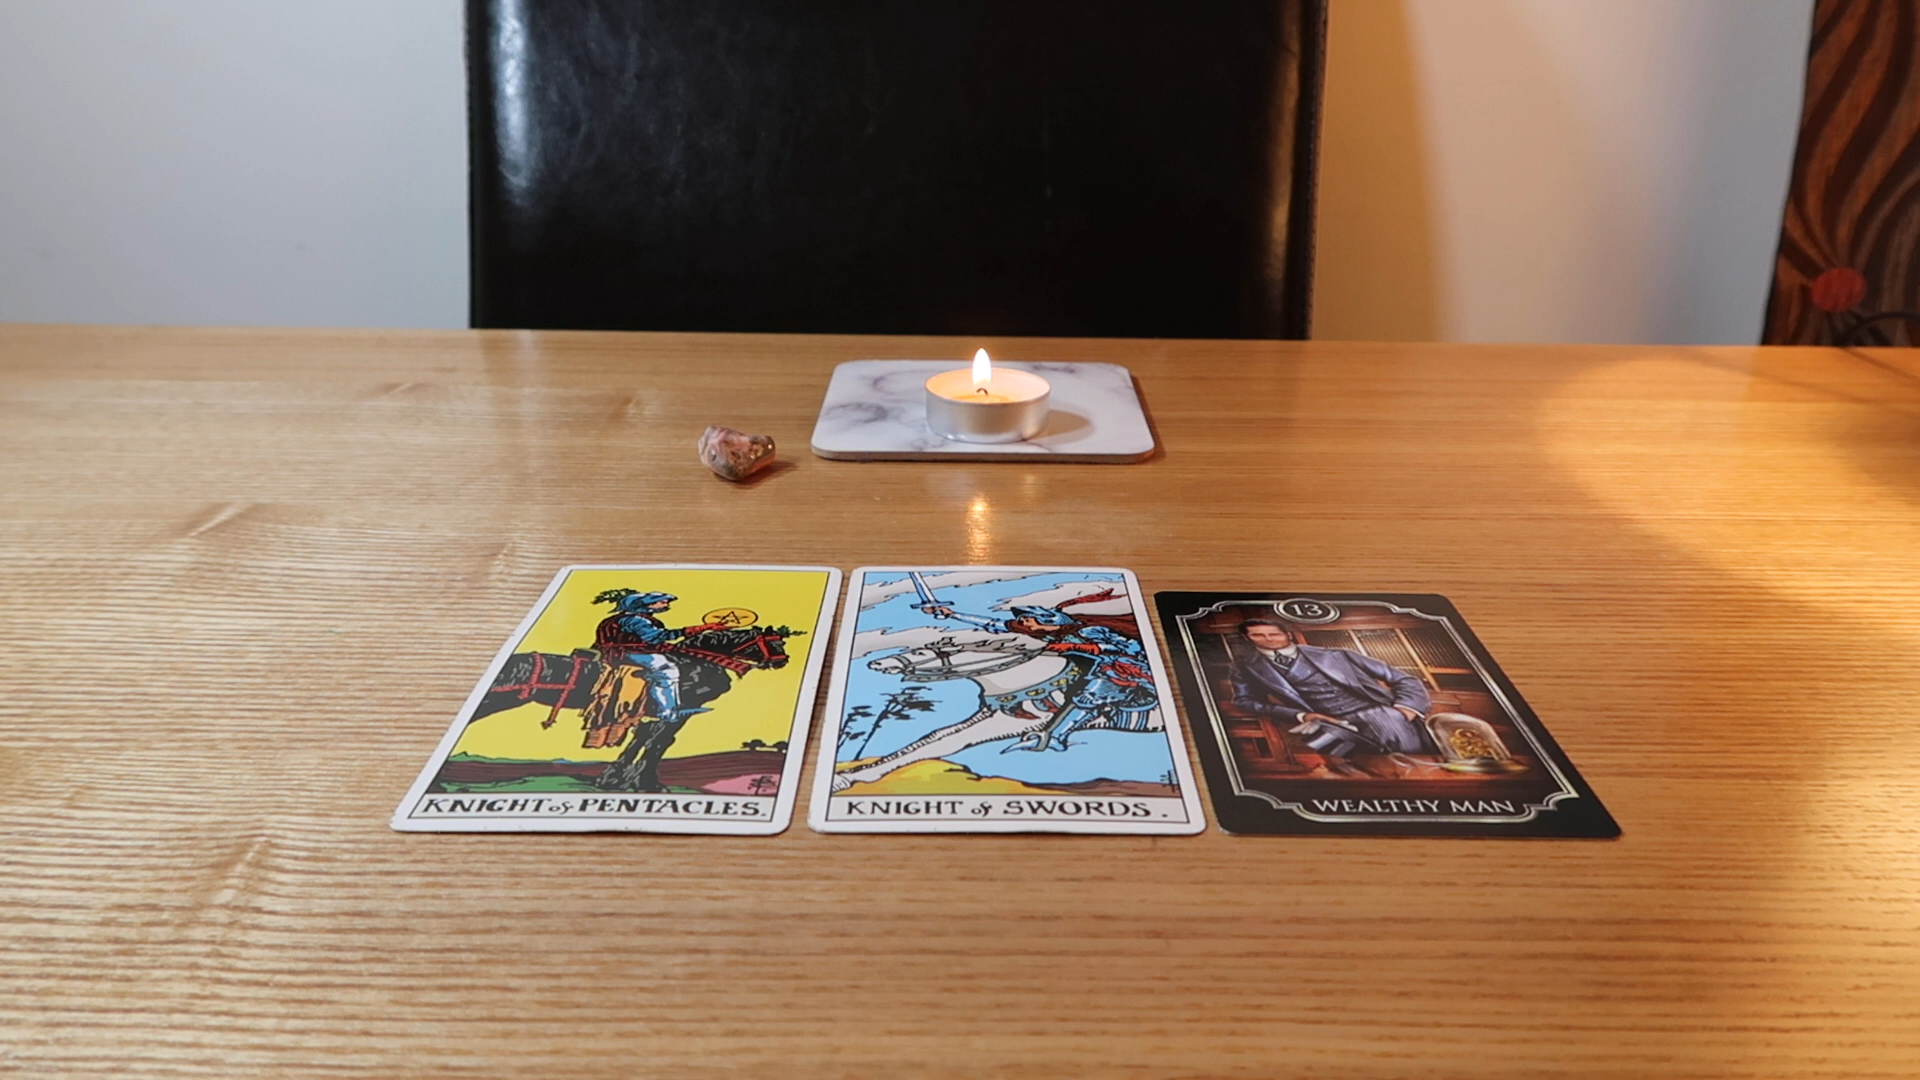 KNIGHT of PENTACLES.
KNIGHT of SWORDS.
13
WEALTHY MAN